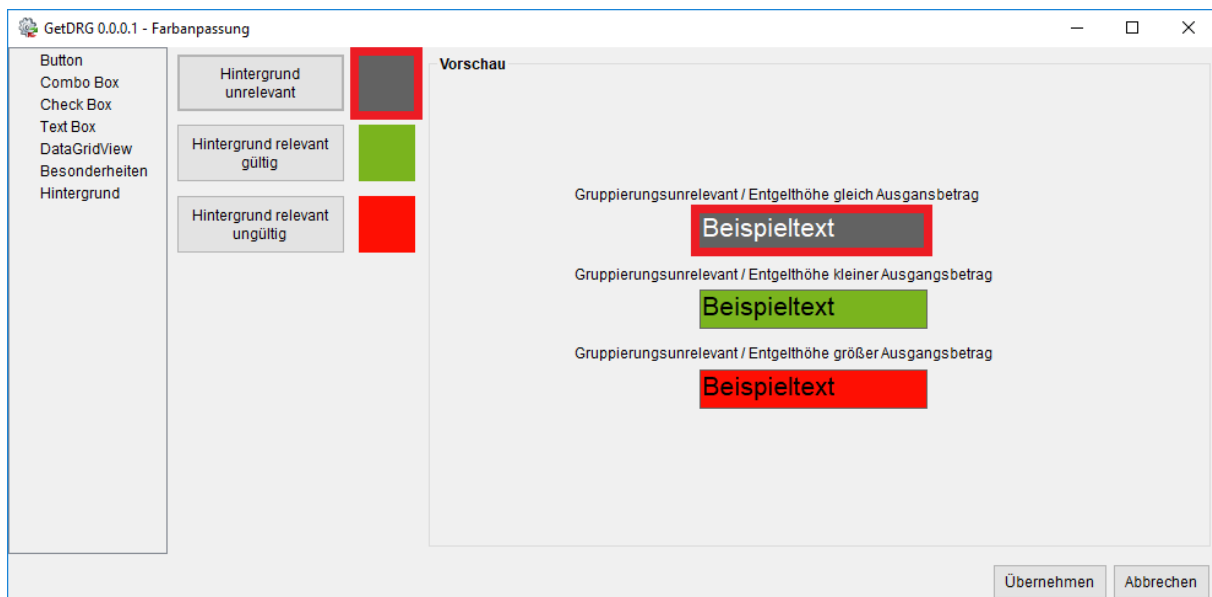 GetDRG 0.0.0.1 - Farbanpassung
Button
Combo Box
Check Box
Text Box
DataGridView
Besonderheiten
Hintergrund
Hintergrund
unrelevant
Hintergrund relevant
gültig
Hintergrund relevant
ungültig
Vorschau
Gruppierungsunrelevant / Entgelthöhe gleich Ausgansbetrag
Beispieltext
Gruppierungsunrelevant / Entgelthöhe kleiner Ausgangsbetrag
Beispieltext
Gruppierungsunrelevant / Entgelthöhe größer Ausgangsbetrag
Beispieltext
Übernehmen
Abbrechen